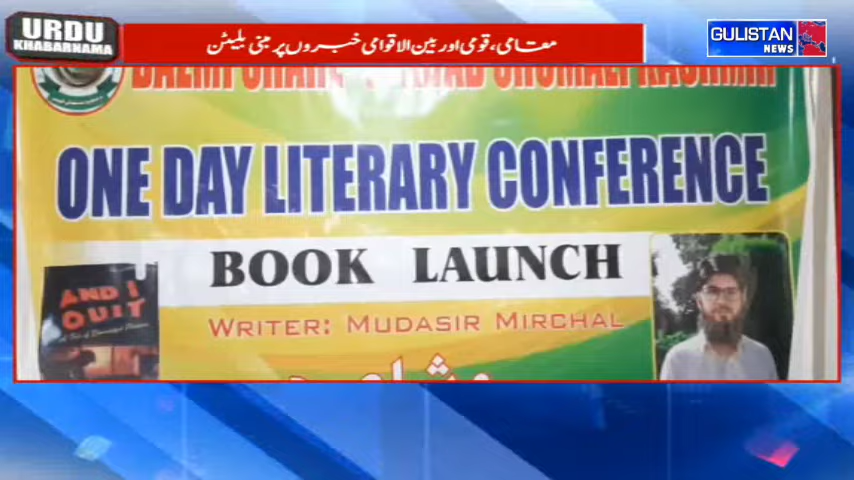 URDU
KHABARNAMA
مقامی، قومی اور بین الاقوامی خبروں پر مبنی بلیٹن
GULISTAN
NEWS
ONE DAY LITERARY CONFERENCE
BOOK LAUNCH
AND I
QUIT
WRITER: MUDASIR MIRCHAL